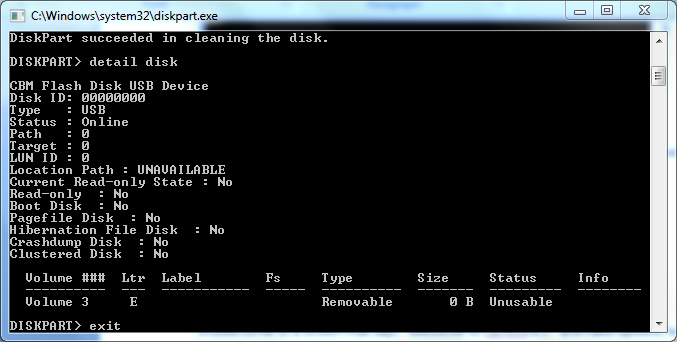 C:\Windows\system32\diskpart.exe
DiskPart succeeded in cleaning the disk.
DISKPART> detail disk
CBM Flash Disk USB Device
Disk ID: 00000000
Type   : USB
Status : Online
Path   : 0
Target : 0
LUN ID : 0
Location Path : UNAVAILABLE
Current Read-only State : No
Read-only  : No
Boot Disk  : No
Pagefile Disk  : No
Hibernation File Disk  : No
Crashdump Disk  : No
Clustered Disk  : No
Volume ###  Ltr  Label        Fs     Type        Size     Status     Info
----------  ---  -----------  -----  ----------  -------  ---------  --------
Volume 3     E                       Removable       0 B  Unusable
DISKPART> exit